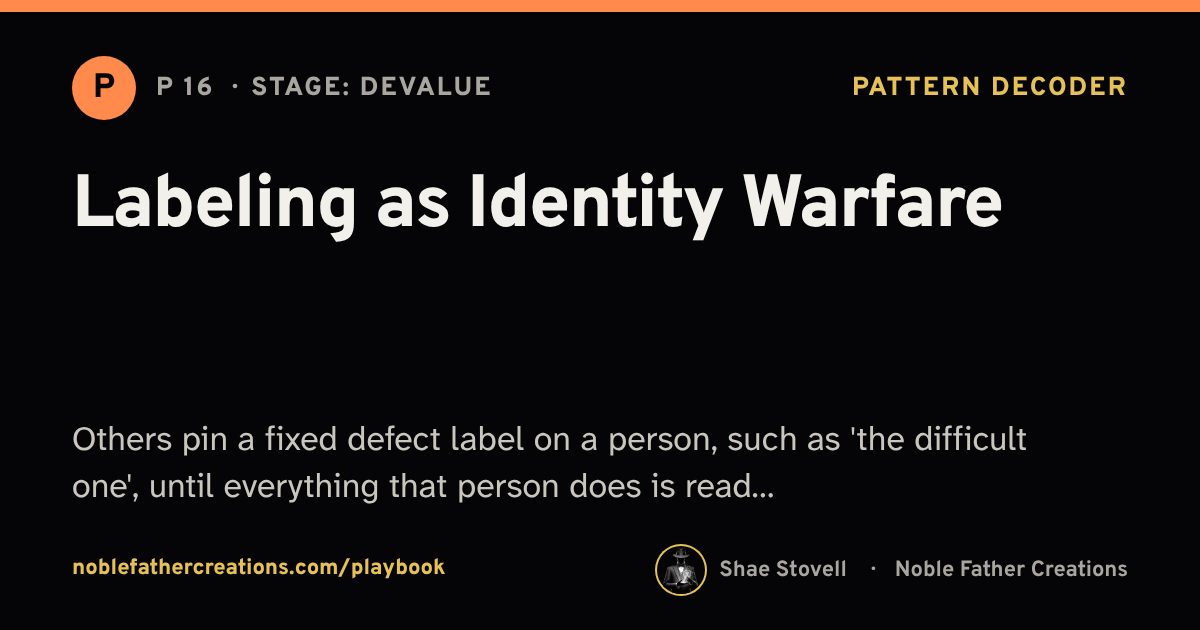 P
P 16 · STAGE: DEVALUE
PATTERN DECODER
Labeling as Identity Warfare
Others pin a fixed defect label on a person, such as 'the difficult
one', until everything that person does is read...
noblefathercreations.com/playbook
Shae Stovell · Noble Father Creations